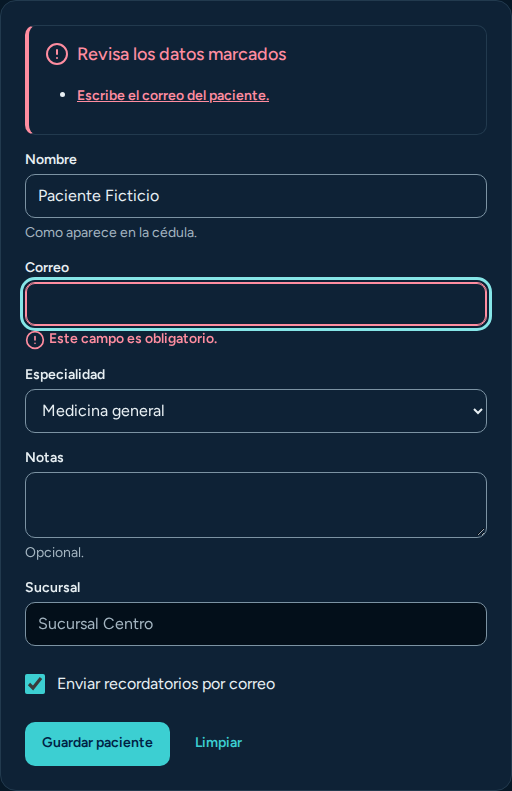 Revisa los datos marcados
Escribe el correo del paciente.
Nombre
Paciente Ficticio
Como aparece en la cédula.
Correo
Este campo es obligatorio.
Especialidad
Medicina general
Notas
Opcional.
Sucursal
Sucursal Centro
Enviar recordatorios por correo
Guardar paciente
Limpiar